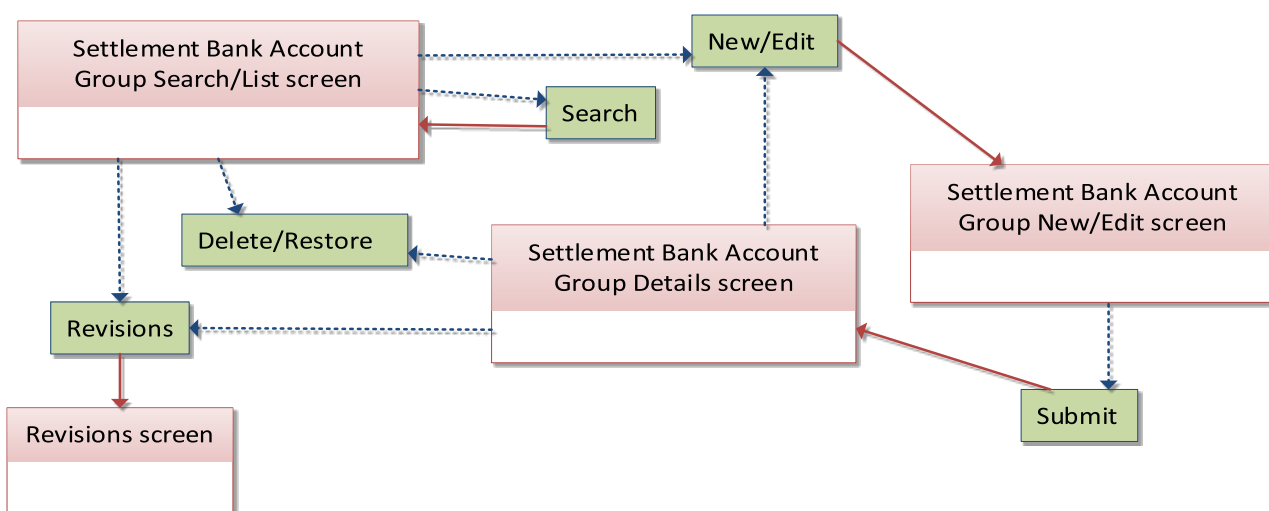 Settlement Bank Account
Group Search/List screen
New/Edit
Search
Settlement Bank Account
Group New/Edit screen
Delete/Restore
Settlement Bank Account
Group Details screen
Revisions
Submit
Revisions screen